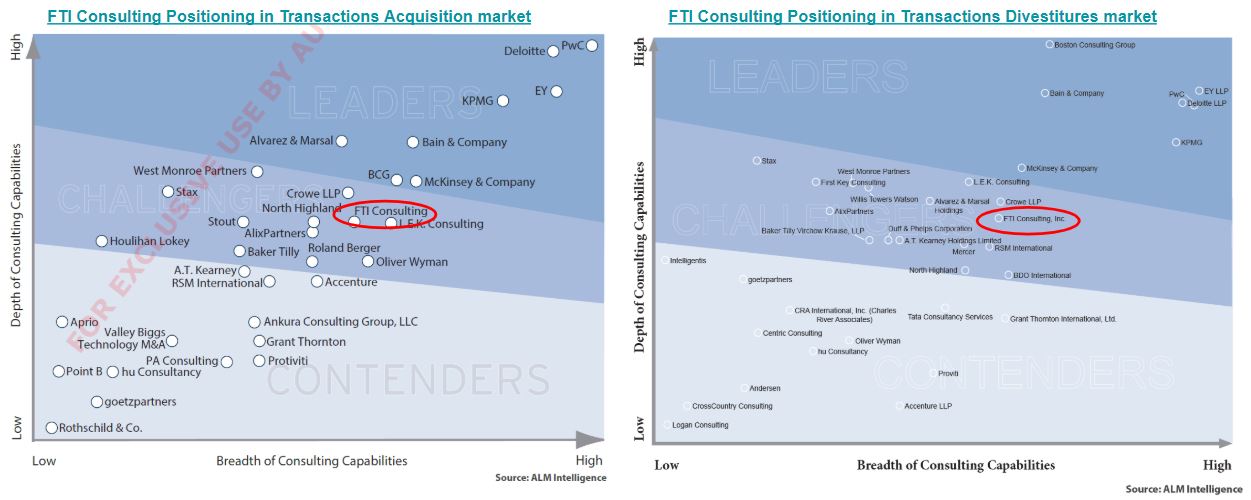 FTI Consulting Positioning in Transactions Acquisition market
High
Depth of Consulting Capabilities
Low
LEADERS
CHALLENGERS
CONTENDERS
FOR EXCLUSIVE USE BY AU
PwC
Deloitte
EY
KPMG
Alvarez & Marsal
Bain & Company
West Monroe Partners
BCG
McKinsey & Company
Stax
Crowe LLP
North Highland
FTI Consulting
Stout
L.E.K. Consulting
AlixPartners
Houlihan Lokey
Roland Berger
Baker Tilly
Oliver Wyman
A.T. Kearney
RSM International
Accenture
Aprio
Ankura Consulting Group, LLC
Valley Biggs
Technology M&A
Grant Thornton
PA Consulting
Protiviti
Point B
hu Consultancy
goetzpartners
Rothschild & Co.
Low
Breadth of Consulting Capabilities
High
Source: ALM Intelligence
FTI Consulting Positioning in Transactions Divestitures market
High
Depth of Consulting Capabilities
Low
LEADERS
CHALLENGERS
CONTENDERS
Boston Consulting Group
Bain & Company
EY LLP
PwC
Deloitte LLP
KPMG
Stax
McKinsey & Company
West Monroe Partners
First Key Consulting
L.E.K. Consulting
Willis Towers Watson
Alvarez & Marsal
Holdings
Crowe LLP
AlixPartners
FTI Consulting, Inc.
Duff & Phelps Corporation
Baker Tilly Virchow Krause, LLP
A.T. Kearney Holdings Limited
Mercer
RSM International
Intelligentis
North Highland
BDO International
goetzpartners
CRA International, Inc. (Charles
River Associates)
Tata Consultancy Services
Grant Thornton International, Ltd.
Centric Consulting
Oliver Wyman
hu Consultancy
Proviti
Andersen
CrossCountry Consulting
Accenture LLP
Logan Consulting
Low
Breadth of Consulting Capabilities
High
Source: ALM Intelligence